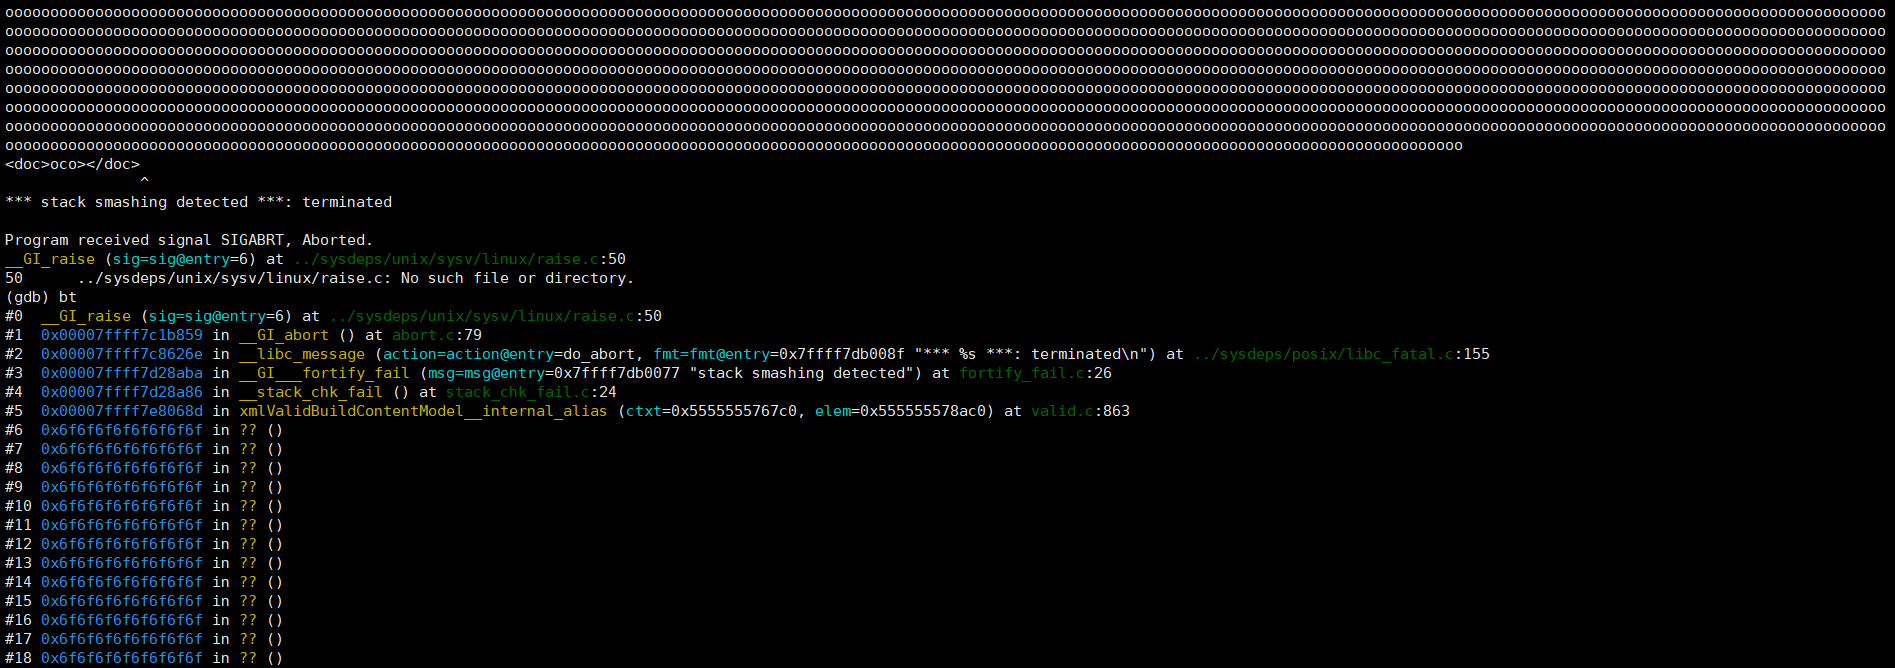 ooooooooooooooooooooooooooooooooooooooooooooooooooooooooooooooooooooooooooooooooooooooooooooooooooooooooooooooooooooooooooooooooooooooooooooooooooooooooooooooooooooooooooooooooooooooooooooooooooooooooooooooooo
ooooooooooooooooooooooooooooooooooooooooooooooooooooooooooooooooooooooooooooooooooooooooooooooooooooooooooooooooooooooooooooooooooooooooooooooooooooooooooooooooooooooooooooooooooooooooooooooooooooooooooooooooo
ooooooooooooooooooooooooooooooooooooooooooooooooooooooooooooooooooooooooooooooooooooooooooooooooooooooooooooooooooooooooooooooooooooooooooooooooooooooooooooooooooooooooooooooooooooooooooooooooooooooooooooooooo
ooooooooooooooooooooooooooooooooooooooooooooooooooooooooooooooooooooooooooooooooooooooooooooooooooooooooooooooooooooooooooooooooooooooooooooooooooooooooooooooooooooooooooooooooooooooooooooooooooooooooooooooooo
ooooooooooooooooooooooooooooooooooooooooooooooooooooooooooooooooooooooooooooooooooooooooooooooooooooooooooooooooooooooooooooooooooooooooooooooooooooooooooooooooooooooooooooooooooooooooooooooooooooooooooooooooo
ooooooooooooooooooooooooooooooooooooooooooooooooooooooooooooooooooooooooooooooooooooooooooooooooooooooooooooooooooooooooooooooooooooooooooooooooooooooooooooooooooooooooooooooooooooooooooooooooooooooooooooooooo
ooooooooooooooooooooooooooooooooooooooooooooooooooooooooooooooooooooooooooooooooooooooooooooooooooooooooooooooooooooooooooooooooooooooooooooooooooooooooooooooooooooooooooooooooooooooooooooooooooooooooooooooooo
oooooooooooooooooooooooooooooooooooooooooooooooooooooooooooooooooooooooooooooooooooooooooooooooooooooooooooooooooooooooooooooooooooooooooooooooooooooooooooooooooo
<doc>oco></doc>
               ^
*** stack smashing detected ***: terminated
Program received signal SIGABRT, Aborted.
__GI_raise (sig=sig@entry=6) at ../sysdeps/unix/sysv/linux/raise.c:50
50      ../sysdeps/unix/sysv/linux/raise.c: No such file or directory.
(gdb) bt
#0  __GI_raise (sig=sig@entry=6) at ../sysdeps/unix/sysv/linux/raise.c:50
#1  0x00007ffff7c1b859 in __GI_abort () at abort.c:79
#2  0x00007ffff7c8626e in __libc_message (action=action@entry=do_abort, fmt=fmt@entry=0x7ffff7db008f "*** %s ***: terminated\n") at ../sysdeps/posix/libc_fatal.c:155
#3  0x00007ffff7d28aba in __GI___fortify_fail (msg=msg@entry=0x7ffff7db0077 "stack smashing detected") at fortify_fail.c:26
#4  0x00007ffff7d28a86 in __stack_chk_fail () at stack_chk_fail.c:24
#5  0x00007ffff7e8068d in xmlValidBuildContentModel__internal_alias (ctxt=0x5555555767c0, elem=0x555555578ac0) at valid.c:863
#6  0x6f6f6f6f6f6f6f6f in ?? ()
#7  0x6f6f6f6f6f6f6f6f in ?? ()
#8  0x6f6f6f6f6f6f6f6f in ?? ()
#9  0x6f6f6f6f6f6f6f6f in ?? ()
#10 0x6f6f6f6f6f6f6f6f in ?? ()
#11 0x6f6f6f6f6f6f6f6f in ?? ()
#12 0x6f6f6f6f6f6f6f6f in ?? ()
#13 0x6f6f6f6f6f6f6f6f in ?? ()
#14 0x6f6f6f6f6f6f6f6f in ?? ()
#15 0x6f6f6f6f6f6f6f6f in ?? ()
#16 0x6f6f6f6f6f6f6f6f in ?? ()
#17 0x6f6f6f6f6f6f6f6f in ?? ()
#18 0x6f6f6f6f6f6f6f6f in ?? ()